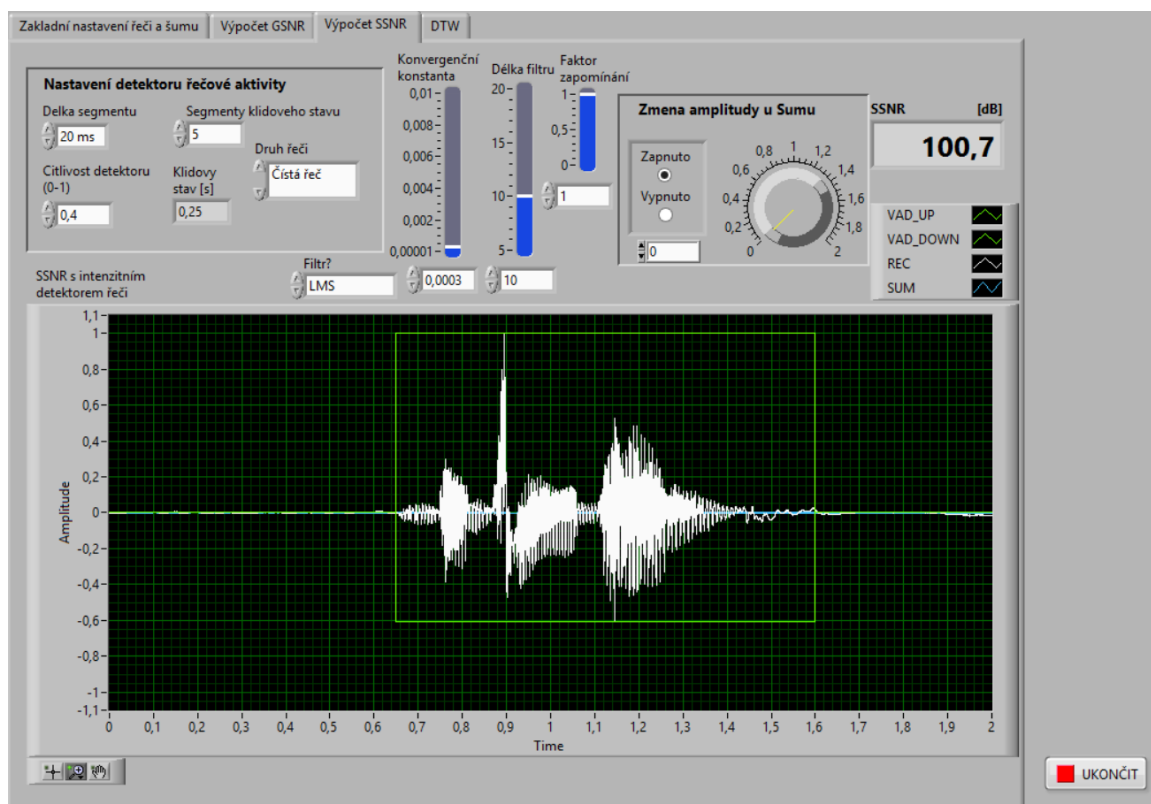 Zakladní nastavení řeči a šumu
Výpočet GSNR
Výpočet SSNR
DTW
Nastavení detektoru řečové aktivity
Delka segmentu
20 ms
Segmenty klidoveho stavu
5
Citlivost detektoru
(0-1)
0,4
Klidovy
stav [s]
0,25
Druh řeči
Čístá řeč
Konvergenční
konstanta
0,01
0,008
0,006
0,004
0,002
0,00001
0,0003
Délka filtru
20
15
10
5
10
Faktor
zapomínání
1
0,5
0
1
Zmena amplitudy u Sumu
Zapnuto
Vypnuto
0
0
0,2
0,4
0,6
0,8
1
1,2
1,4
1,6
1,8
2
SSNR
[dB]
100,7
VAD_UP
VAD_DOWN
REC
SUM
SSNR s intenzitním
detektorem řeči
Filtr?
LMS
Amplitude
1,1
1
0,8
0,6
0,4
0,2
0
-0,2
-0,4
-0,6
-0,8
-1
-1,1
0
0,1
0,2
0,3
0,4
0,5
0,6
0,7
0,8
0,9
1
1,1
1,2
1,3
1,4
1,5
1,6
1,7
1,8
1,9
2
Time
UKONČIT